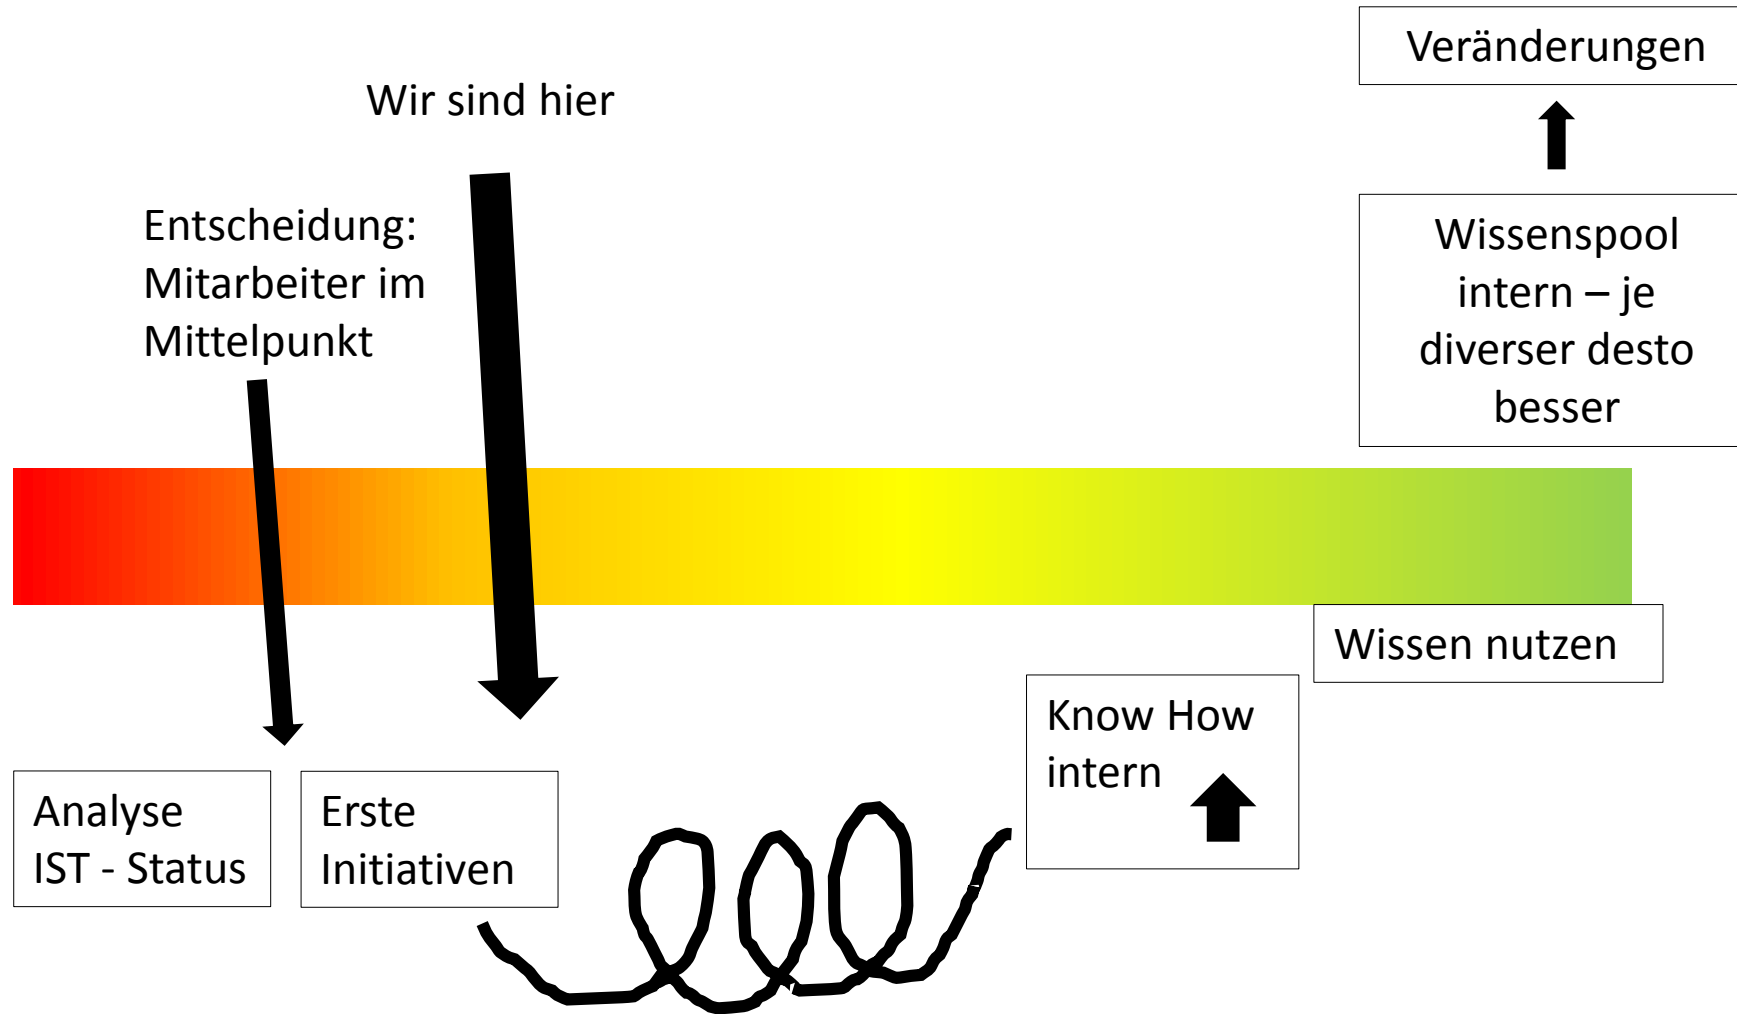 Veränderungen
Wir sind hier
Entscheidung:
Mitarbeiter im
Mittelpunkt
Wissenspool
intern – je
diverser desto
besser
Wissen nutzen
Know How
intern
Analyse
IST - Status
Erste
Initiativen